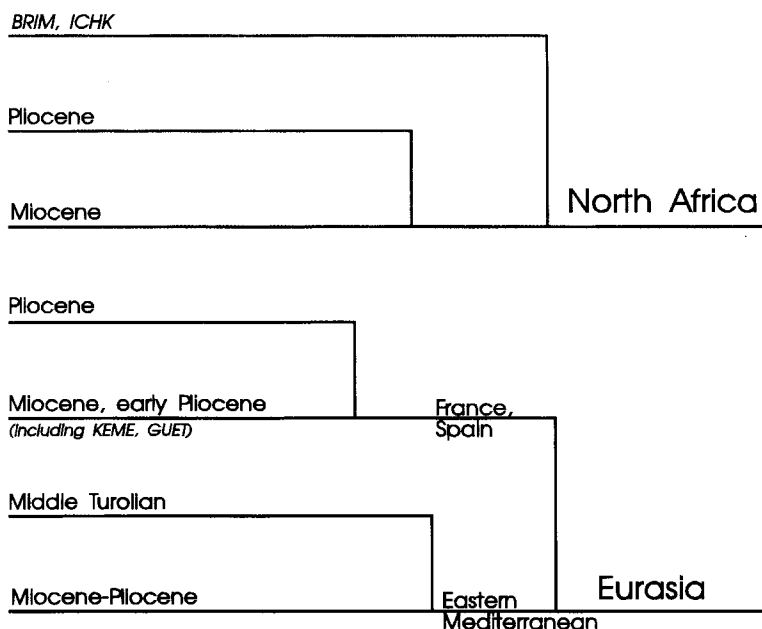 BRIM, ICHK
Pliocene
Miocene
North Africa
Pliocene
Miocene, early Pliocene
(including KEME, GUET)
France,
Spain
Middle Turolian
Miocene-Pliocene
Eastern
Mediterranean
Eurasia